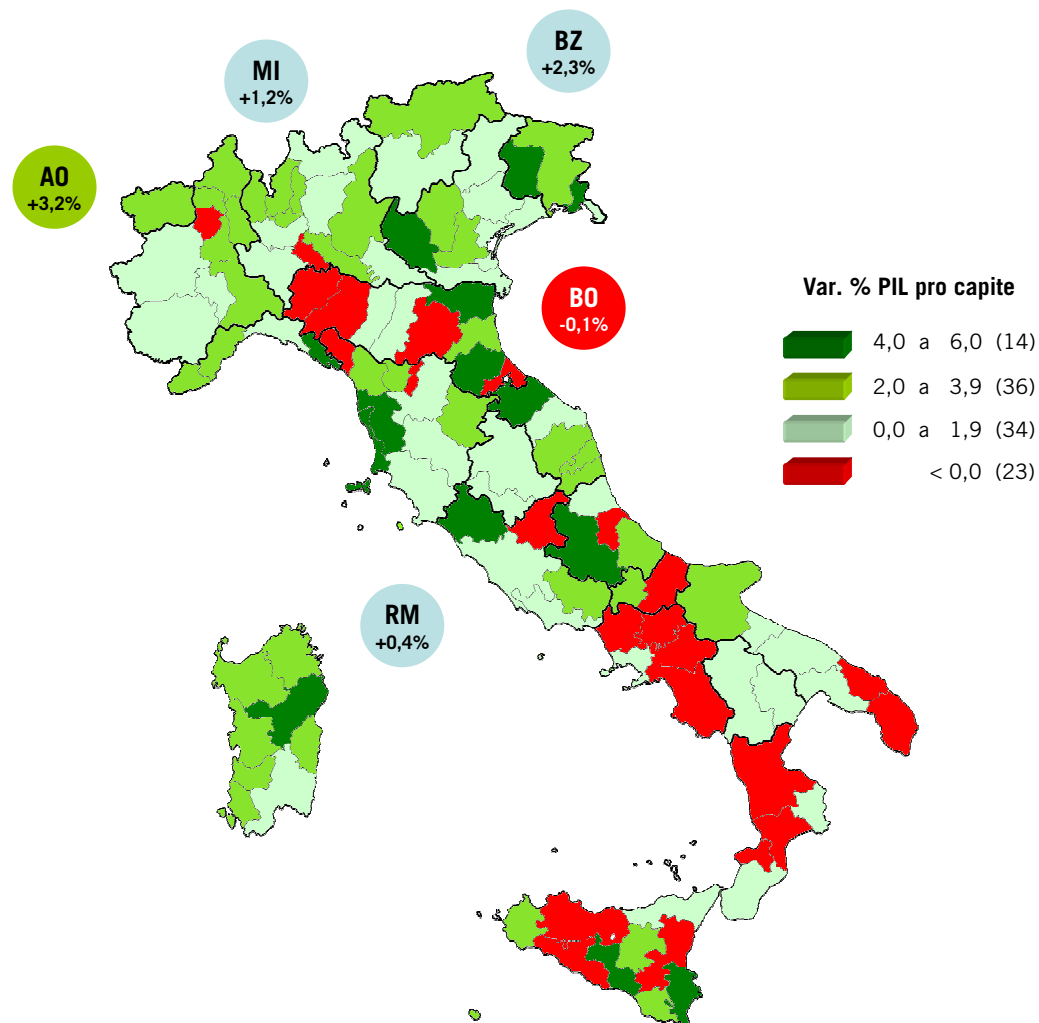 BZ
+2,3%
MI
+1,2%
AO
+3,2%
BO
-0,1%
Var. % PIL pro capite
4,0 a 6,0 (14)
2,0 a 3,9 (36)
0,0 a 1,9 (34)
< 0,0 (23)
RM
+0,4%